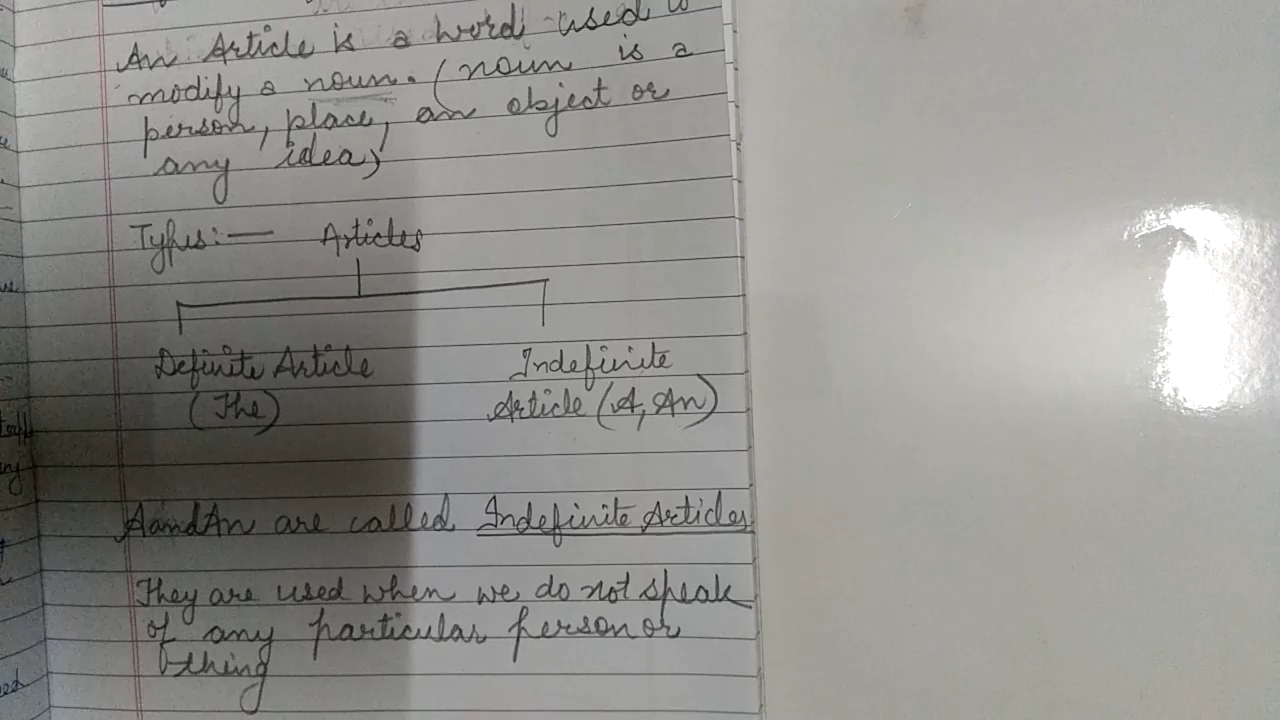 An Article is a word used to
modify a noun. (noun is a
person, place, an object or
any idea)
Types:— Articles
Definite Article Indefinite
(The) Article (A, An)
A and An are called Indefinite Articles
They are used when we do not speak
of any particular person or
thing